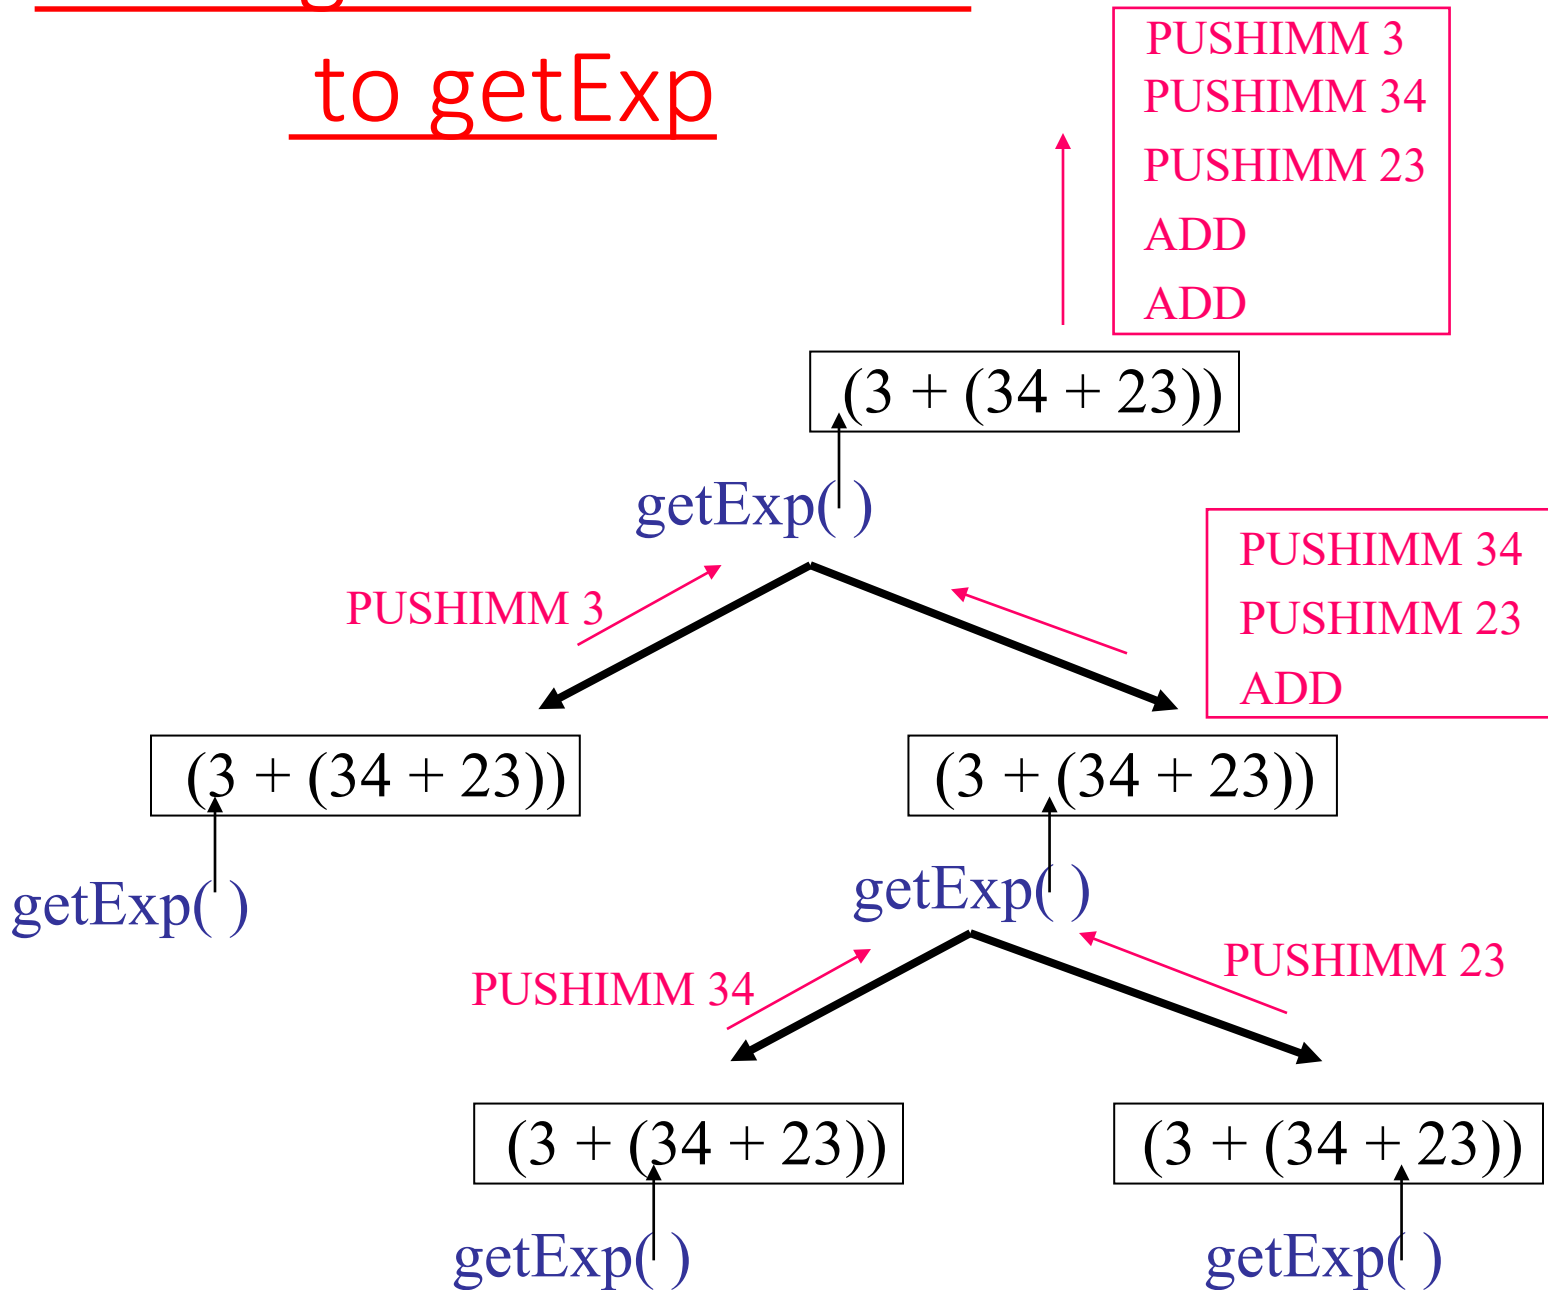 to getExp
PUSHIMM 3
PUSHIMM 34
PUSHIMM 23
ADD
ADD
(3 + (34 + 23))
getExp( )
PUSHIMM 3
PUSHIMM 34
PUSHIMM 23
ADD
(3 + (34 + 23))
(3 + (34 + 23))
getExp( )
getExp( )
PUSHIMM 34
PUSHIMM 23
(3 + (34 + 23))
(3 + (34 + 23))
getExp( )
getExp( )